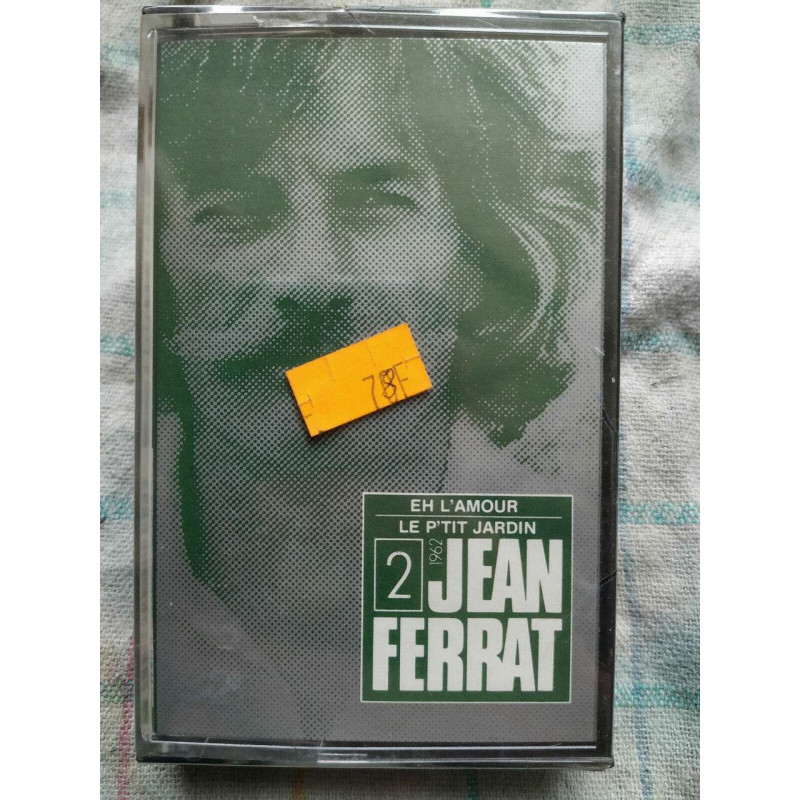 78F
EH L'AMOUR
LE P'TIT JARDIN
2
1962
JEAN
FERRAT